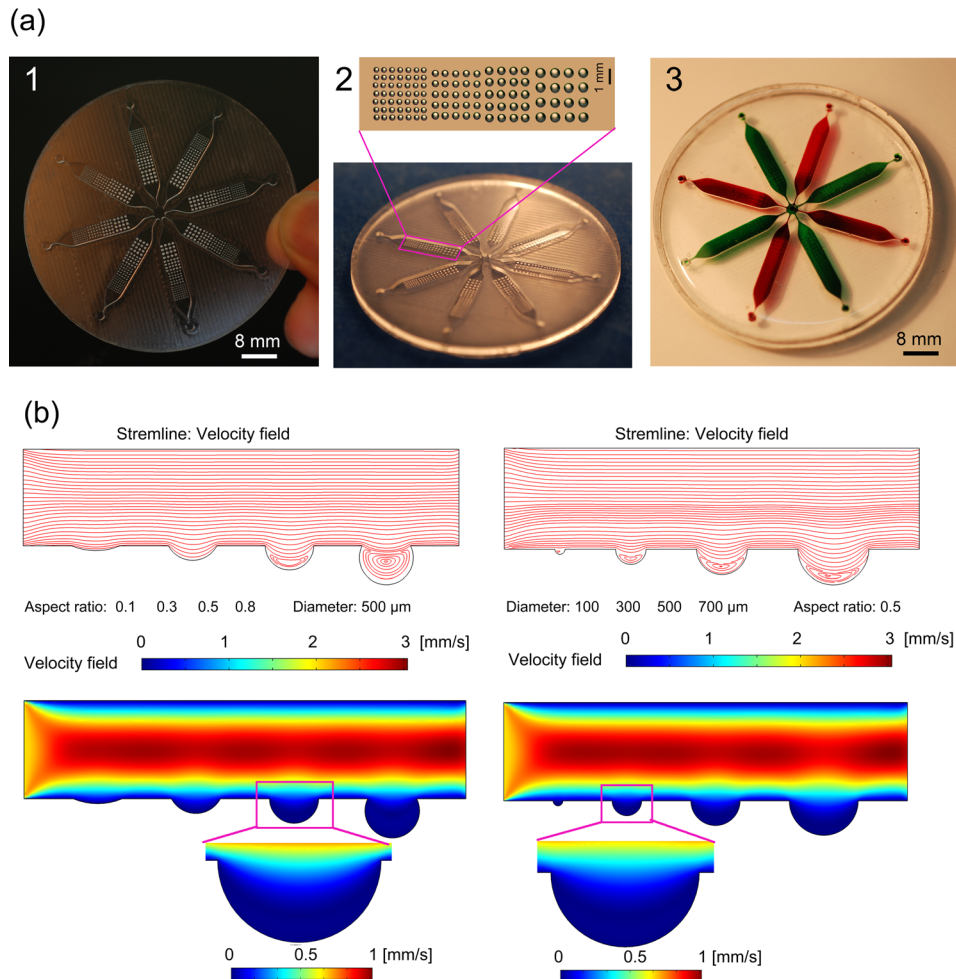 (a)
1
8 mm
2
1 mm
3
8 mm
(b)
Stremline: Velocity field
Aspect ratio: 0.1 0.3 0.5 0.8 Diameter: 500 μm
0 1 2 3 [mm/s]
Velocity field
0 0.5 1 [mm/s]
Stremline: Velocity field
Diameter: 100 300 500 700 μm Aspect ratio: 0.5
0 1 2 3 [mm/s]
Velocity field
0 0.5 1 [mm/s]